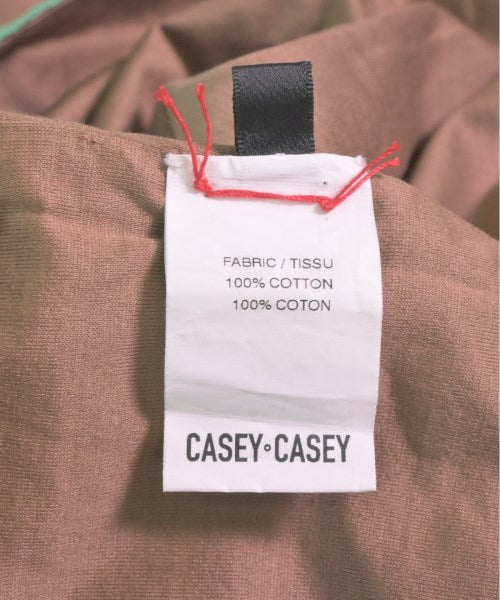 FABRIC / TISSU
100% COTTON
100% COTON
CASEY∘CASEY